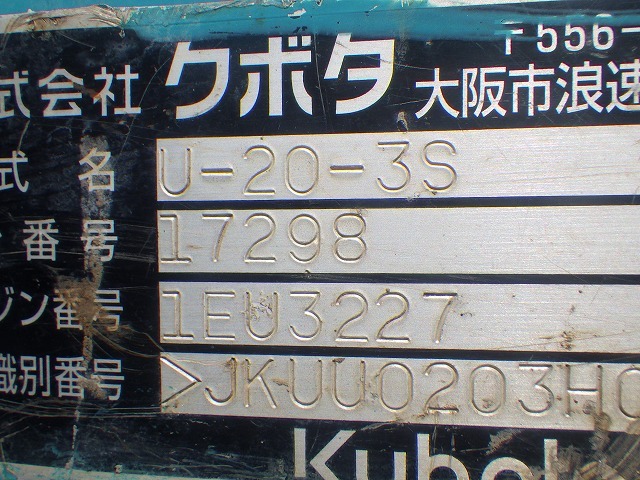 〒556-
式会社 クボタ 大阪市浪速
式 名 U-20-3S
番号 17298
ジン番号 1EU3227
識別番号 >JKUU0203H0
Kubot